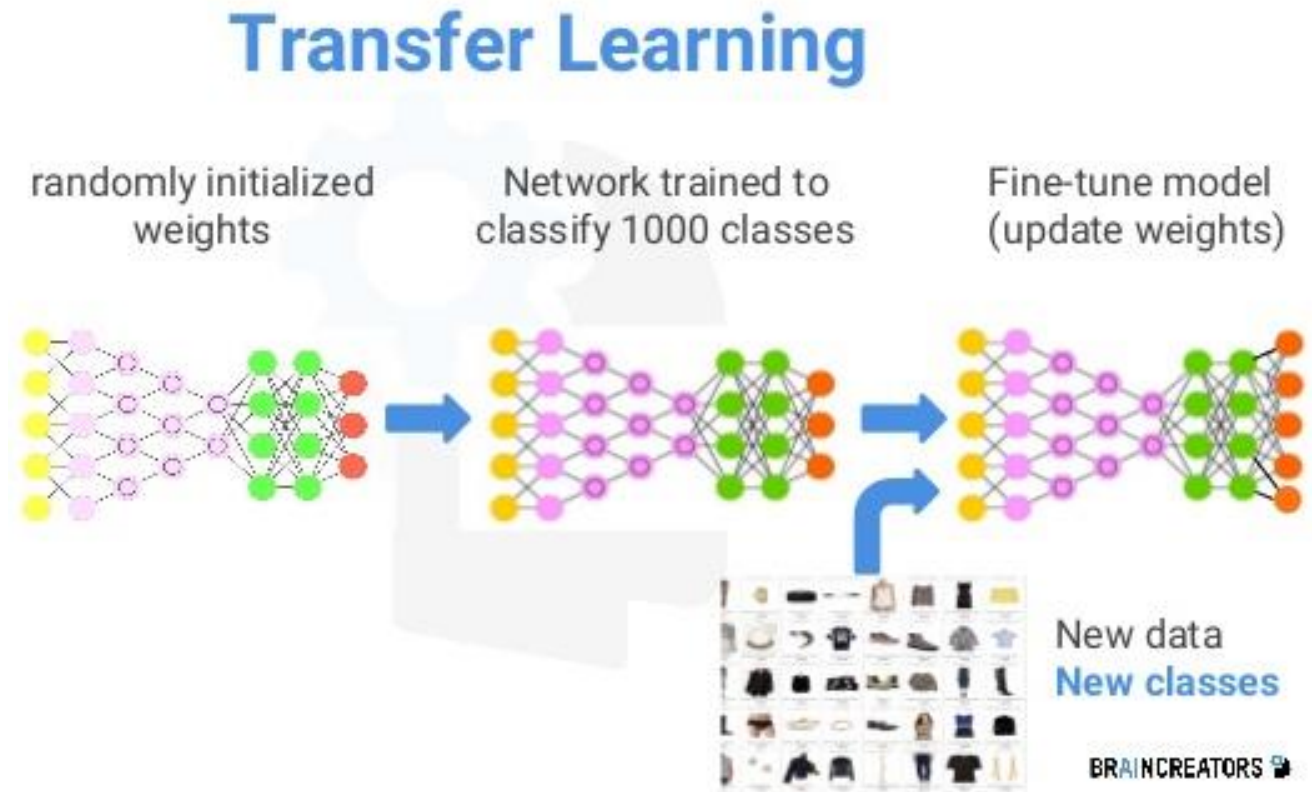 Transfer Learning
randomly initialized
weights
Network trained to
classify 1000 classes
Fine-tune model
(update weights)
New data
New classes
BRAINCREATORS